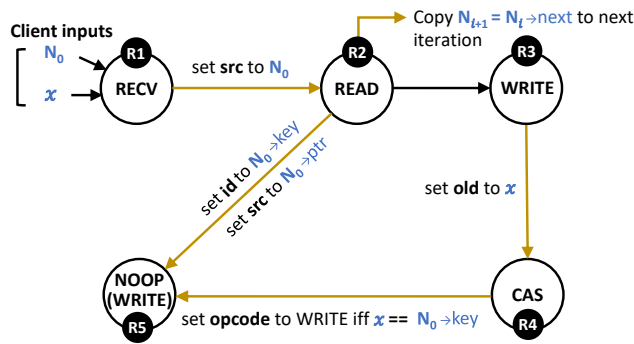 Client inputs
N₀
x
R1
RECV
set src to N₀
R2
READ
Copy Nᵢ₊₁ = Nᵢ→next to next
iteration
R3
WRITE
set id to N₀→key
set src to N₀→ptr
set old to x
NOOP
(WRITE)
R5
set opcode to WRITE iff x == N₀→key
CAS
R4